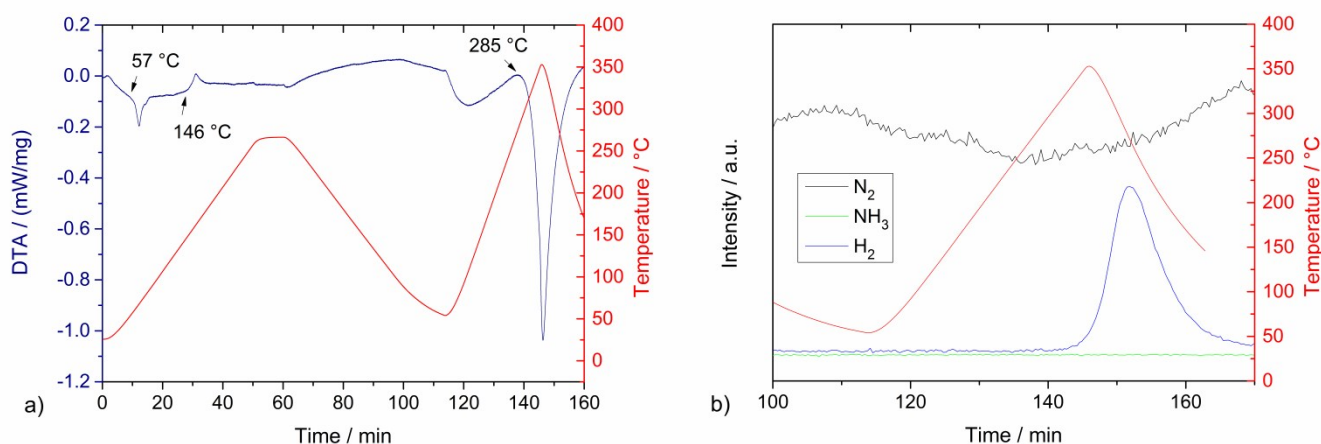 0.2
0.0
-0.2
-0.4
-0.6
-0.8
-1.0
-1.2
DTA / (mW/mg)
57 °C
146 °C
285 °C
400
350
300
250
200
150
100
50
0
Temperature / °C
0 20 40 60 80 100 120 140 160
a) Time / min
Intensity / a.u.
N₂
NH₃
H₂
400
350
300
250
200
150
100
50
0
Temperature / °C
100 120 140 160
b) Time / min